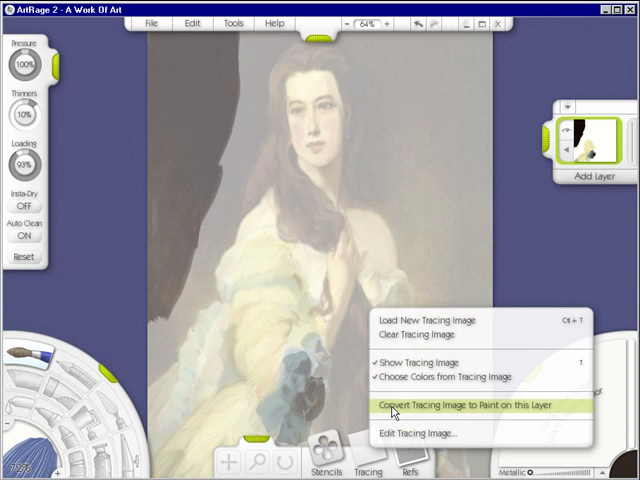 ArtRage 2 - A Work Of Art
File Edit Tools Help - 64% +
Pressure
100%
Thinners
10%
Loading
93%
Insta-Dry
OFF
Auto Clean
ON
Reset
Add Layer
Load New Tracing Image Ctl + T
Clear Tracing Image
Show Tracing Image T
Choose Colors from Tracing Image
Convert Tracing Image to Paint on this Layer
Edit Tracing Image...
Stencils Tracing Refs
Metallic